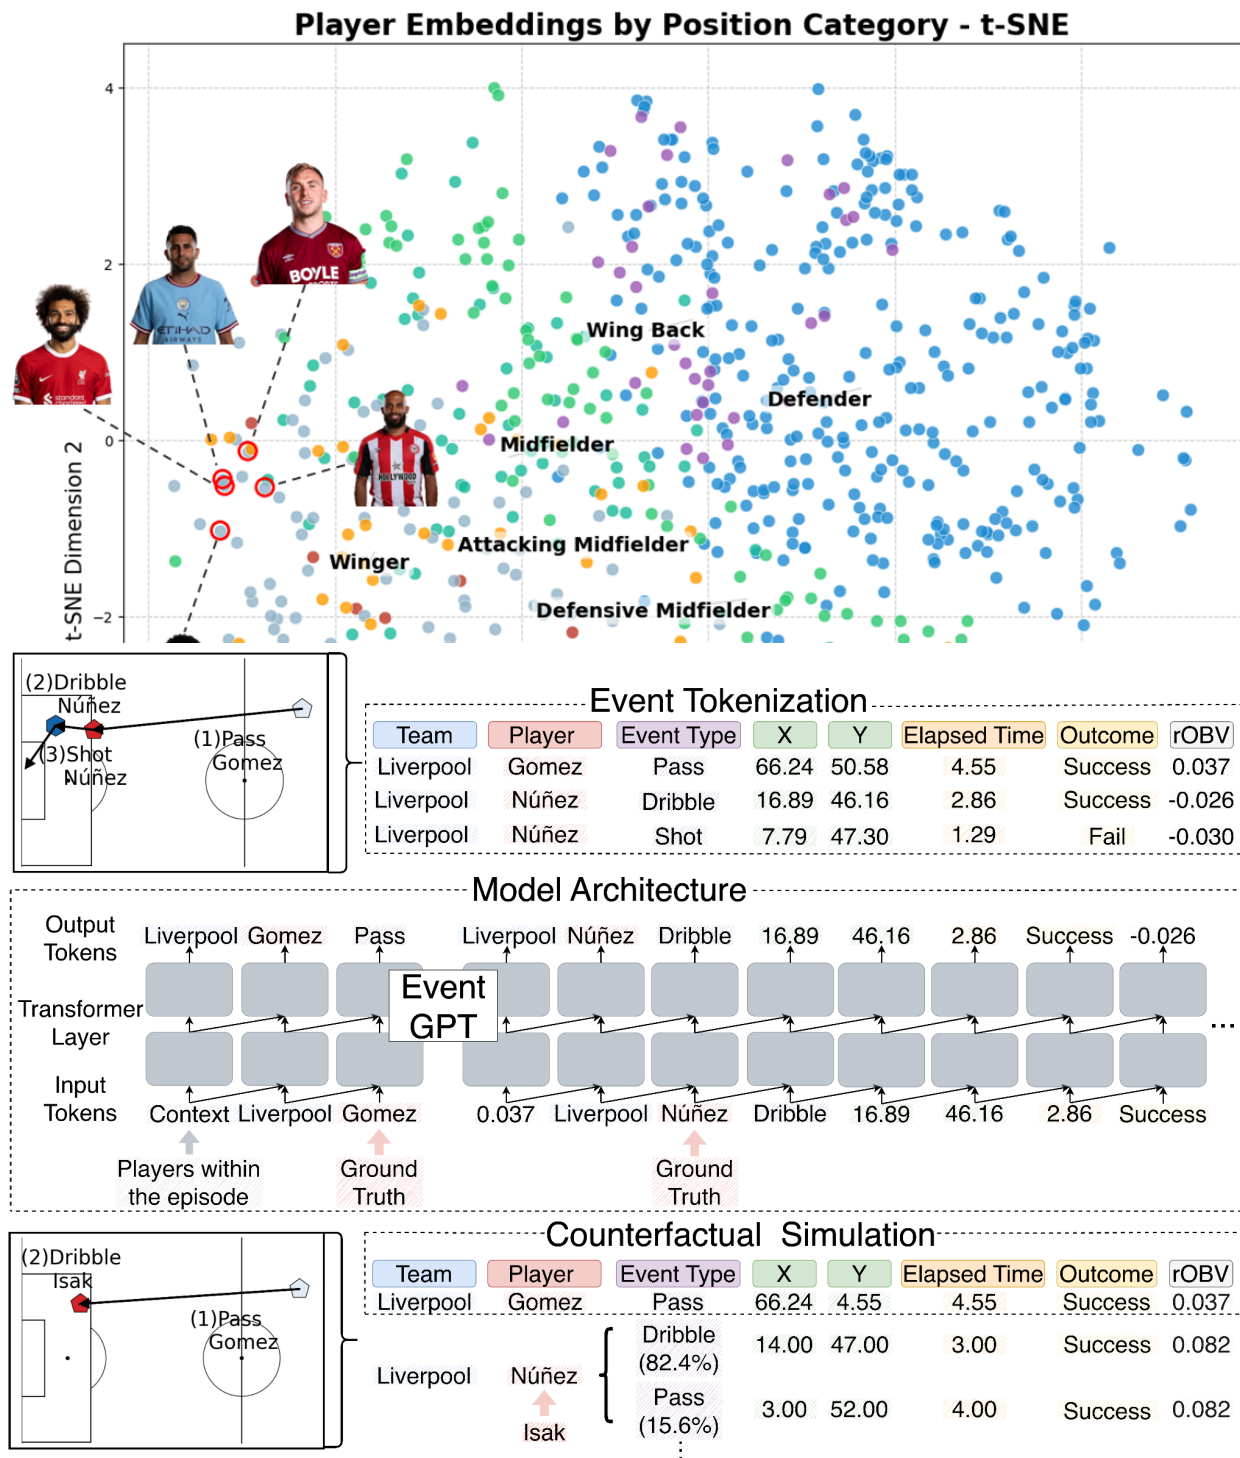 Player Embeddings by Position Category - t-SNE
4
2
0
−2
t-SNE Dimension 2
BOYLE
SPORTS
ETIHAD
AIRWAYS
standard
chartered
HOLLYWOOD
Wing Back
Defender
Midfielder
Attacking Midfielder
Winger
Defensive Midfielder
(2)Dribble
Núñez
(1)Pass
Gomez
(3)Shot
Núñez
Event Tokenization
Team Player Event Type X Y Elapsed Time Outcome rOBV
Liverpool Gomez Pass 66.24 50.58 4.55 Success 0.037
Liverpool Núñez Dribble 16.89 46.16 2.86 Success -0.026
Liverpool Núñez Shot 7.79 47.30 1.29 Fail -0.030
Model Architecture
Output
Tokens
Liverpool Gomez Pass Liverpool Núñez Dribble 16.89 46.16 2.86 Success -0.026
Transformer
Layer
Event
GPT
...
Input
Tokens
Context Liverpool Gomez 0.037 Liverpool Núñez Dribble 16.89 46.16 2.86 Success
Players within
the episode
Ground
Truth
Ground
Truth
(2)Dribble
Isak
(1)Pass
Gomez
Counterfactual Simulation
Team Player Event Type X Y Elapsed Time Outcome rOBV
Liverpool Gomez Pass 66.24 4.55 4.55 Success 0.037
Dribble
(82.4%)
14.00 47.00 3.00 Success 0.082
Liverpool Núñez
Isak
Pass
(15.6%)
3.00 52.00 4.00 Success 0.082